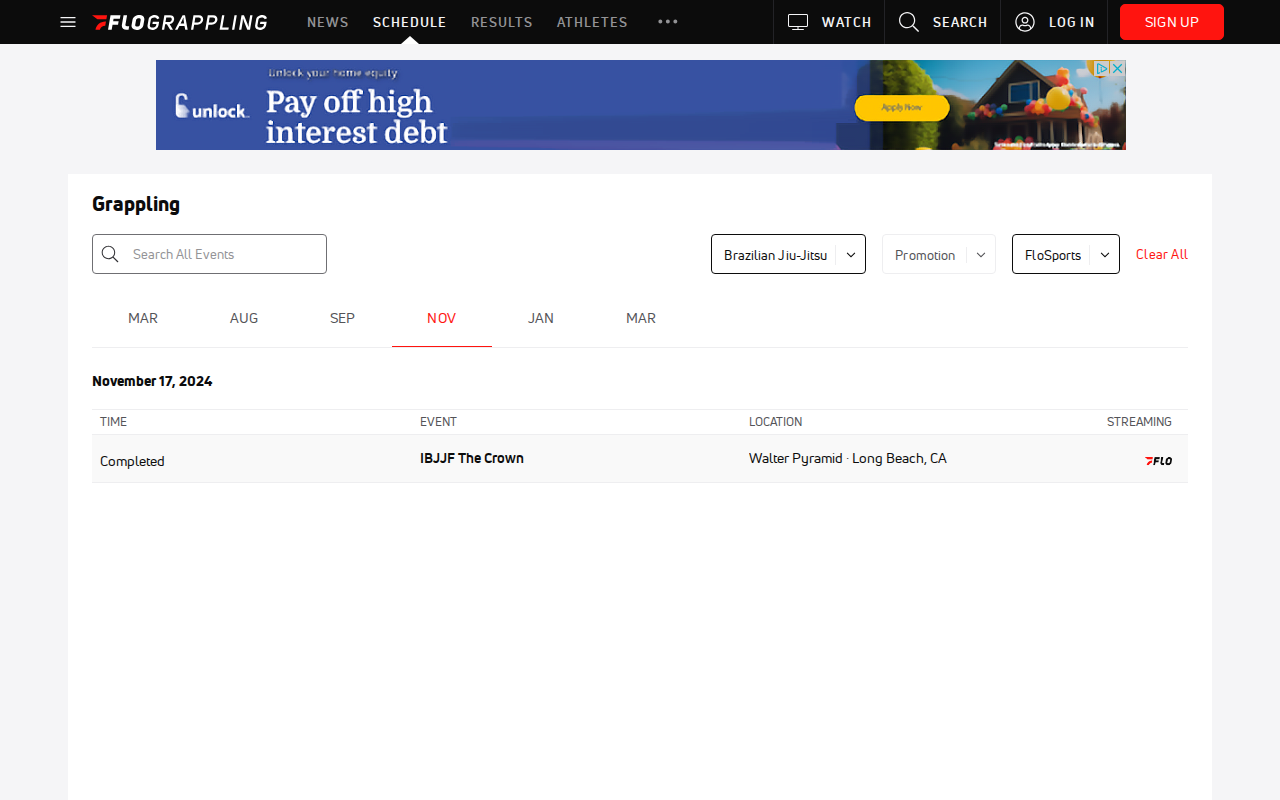 FLOGRAPPLING
NEWS
SCHEDULE
RESULTS
ATHLETES
WATCH
SEARCH
LOG IN
SIGN UP
Unlock your home equity
unlock
Pay off high
interest debt
Apply Now
Grappling
Search All Events
Brazilian Jiu-Jitsu
Promotion
FloSports
Clear All
MAR
AUG
SEP
NOV
JAN
MAR
November 17, 2024
TIME
EVENT
LOCATION
STREAMING
Completed
IBJJF The Crown
Walter Pyramid · Long Beach, CA
FLO